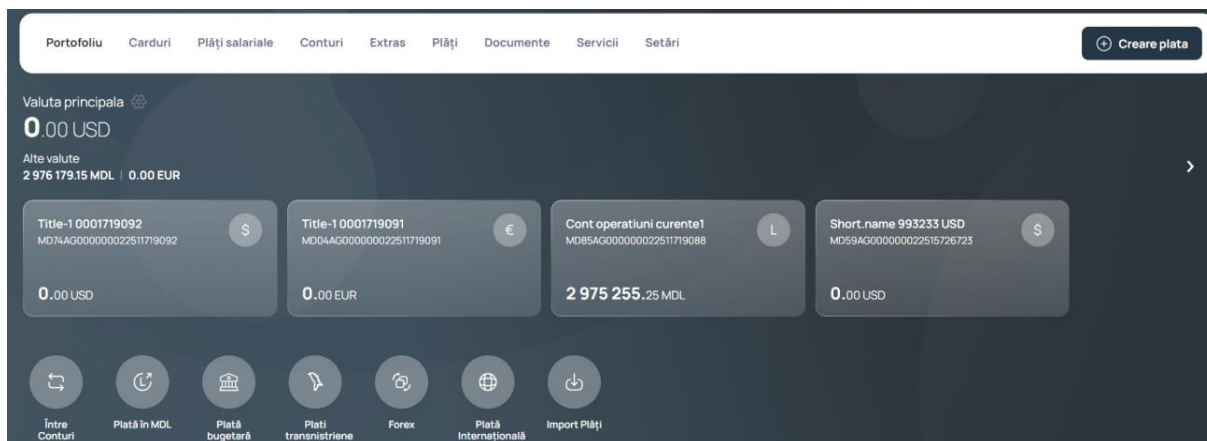 Portofoliu Carduri Plăți salariale Conturi Extras Plăți Documente Servicii Setări Creare plata
Valuta principala
0.00 USD
Alte valute
2 976 179.15 MDL | 0.00 EUR
Title-1 0001719092 $
MD74AG000000022511719092
0.00 USD
Title-1 0001719091 €
MD04AG000000022511719091
0.00 EUR
Cont operatiuni curente1 L
MD85AG000000022511719088
2 975 255.25 MDL
Short.name 993233 USD $
MD59AG000000022515726723
0.00 USD
Între
Conturi
Plată în MDL
Plată
bugetară
Plati
transnistriene
Forex
Plată
Internațională
Import Plăți